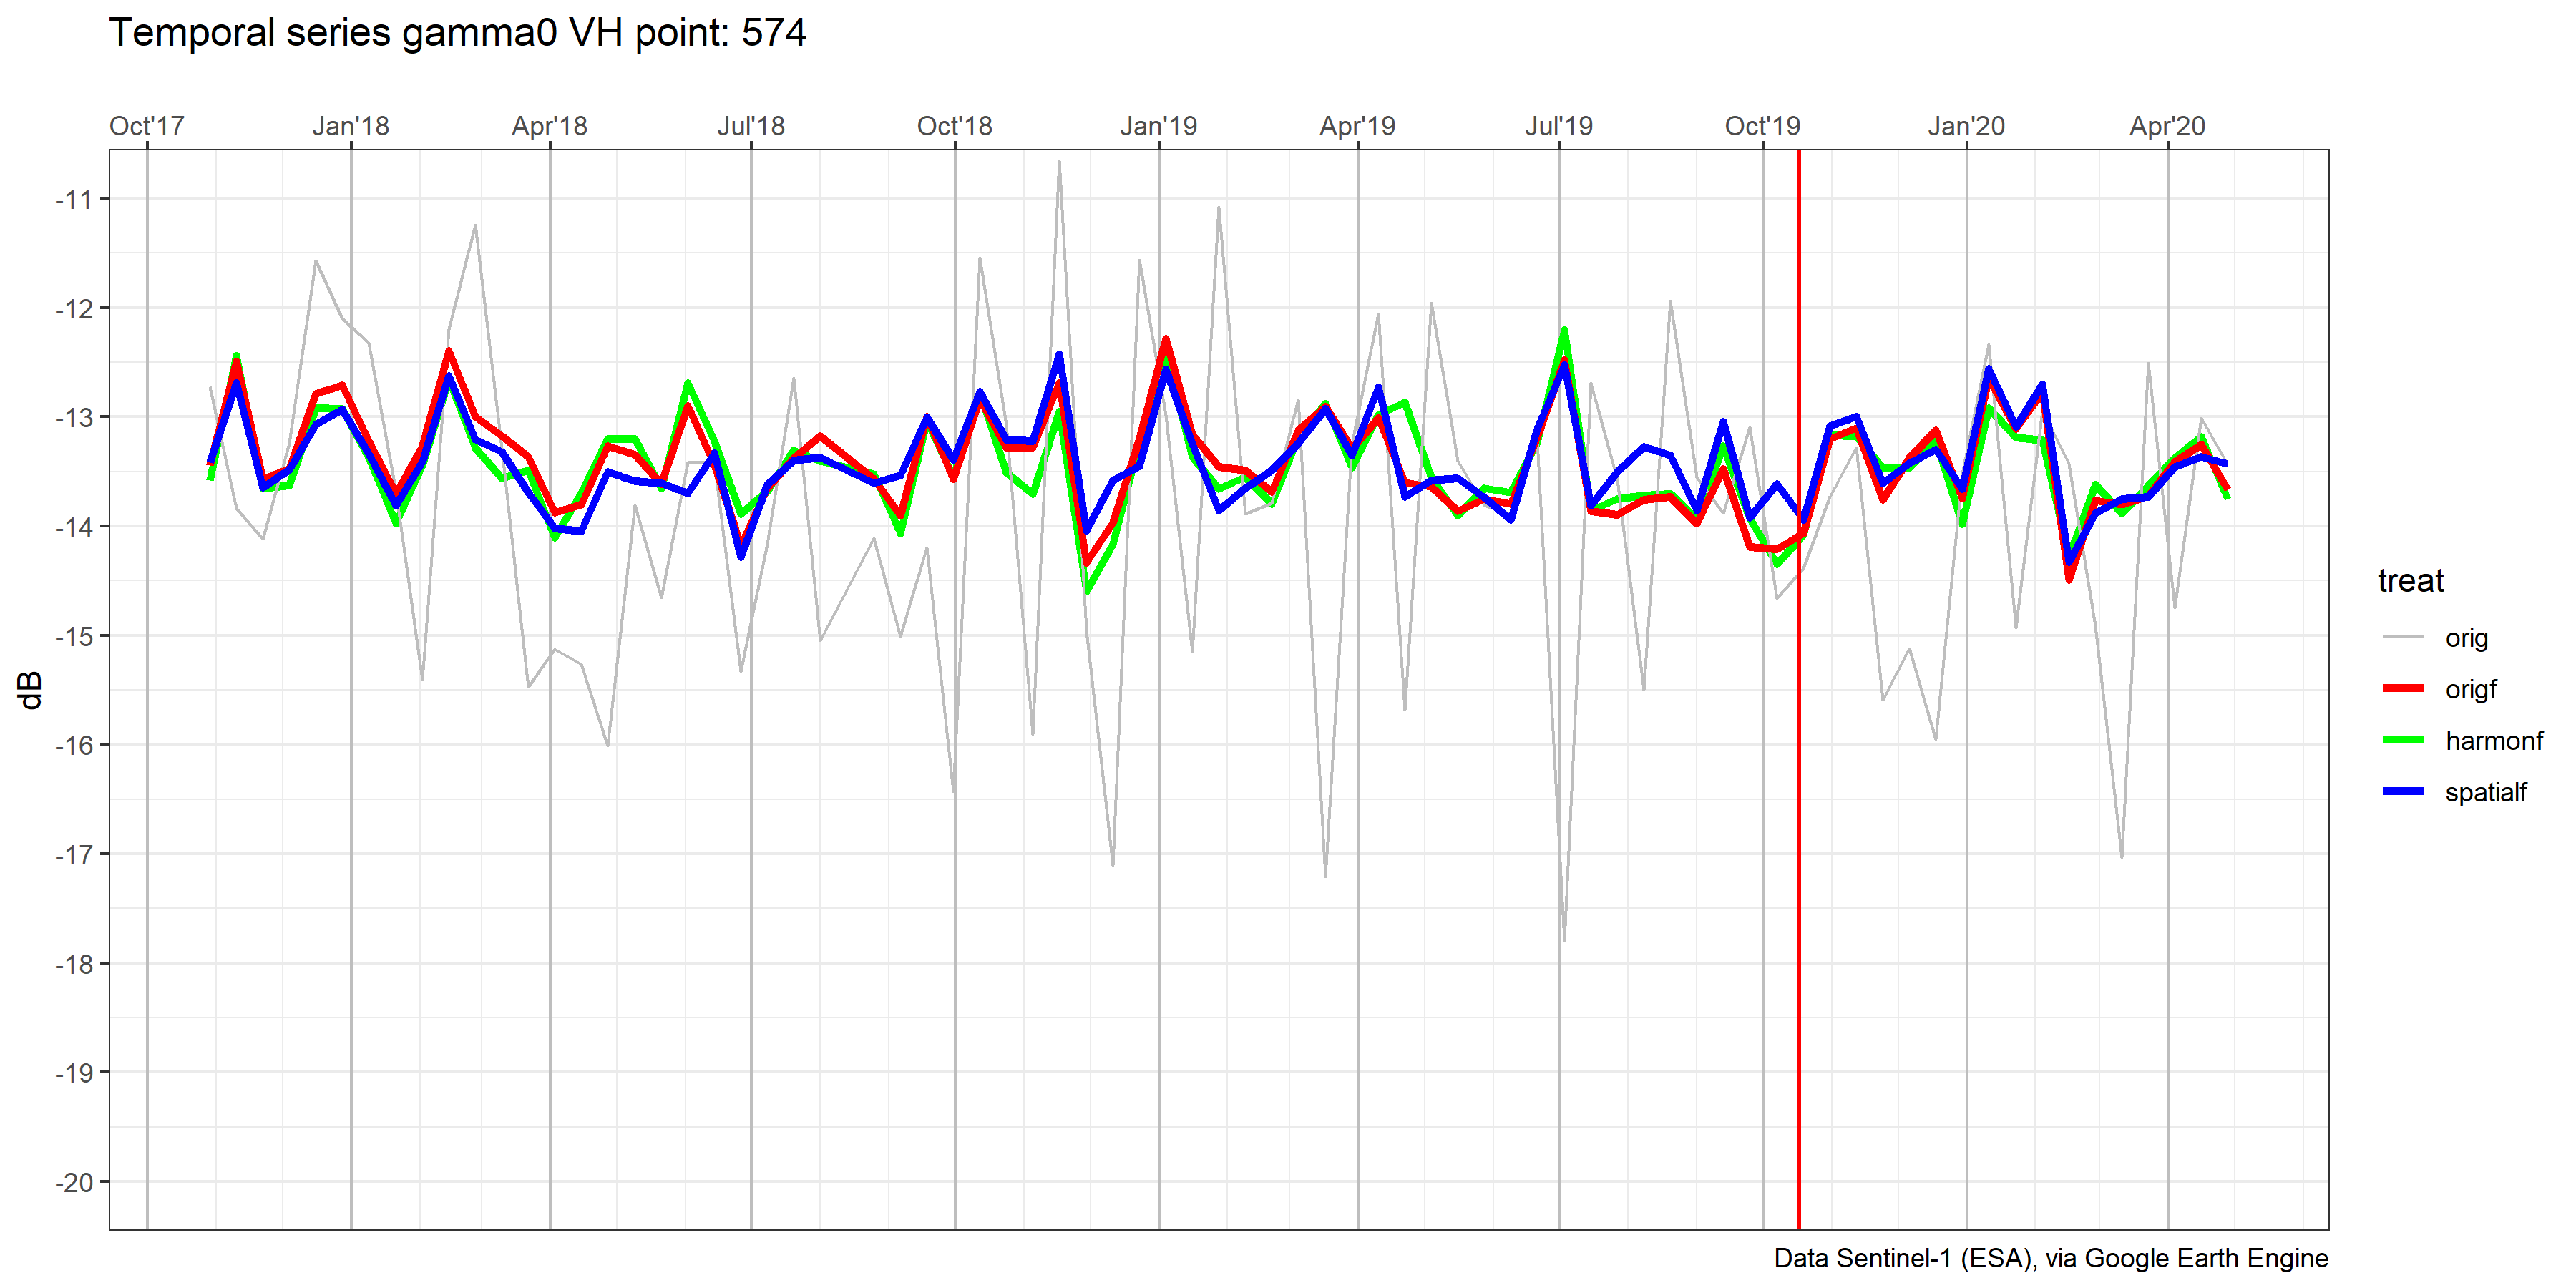 Temporal series gamma0 VH point: 574
Oct'17 Jan'18 Apr'18 Jul'18 Oct'18 Jan'19 Apr'19 Jul'19 Oct'19 Jan'20 Apr'20
-11
-12
-13
-14
-15
-16
-17
-18
-19
-20
dB
treat
orig
origf
harmonf
spatialf
Data Sentinel-1 (ESA), via Google Earth Engine